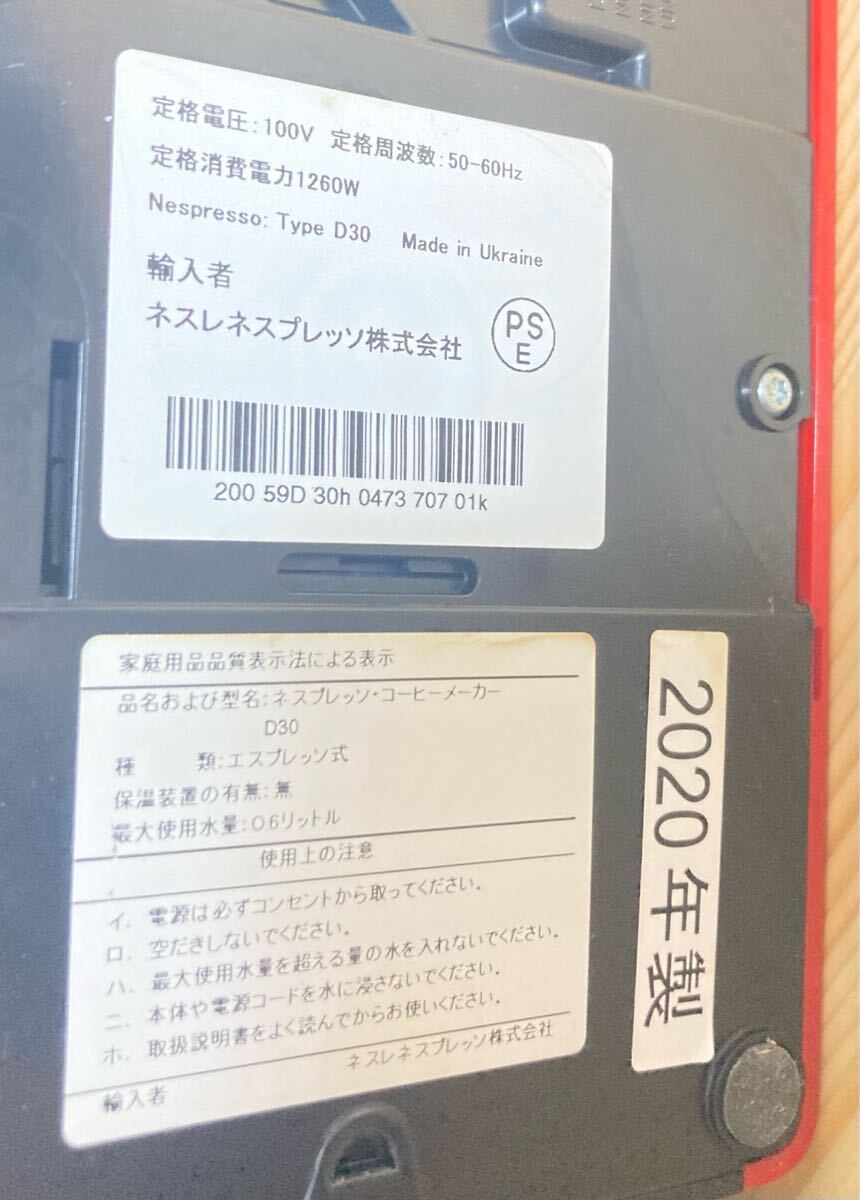 定格電圧:100V 定格周波数:50-60Hz
定格消費電力1260W
Nespresso: Type D30 Made in Ukraine
輸入者
ネスレネスプレッソ株式会社
PS
E
200 59D 30h 0473 707 01k
家庭用品品質表示法による表示
品名および型名:ネスプレッソ・コーヒーメーカー
D30
種 類:エスプレッソ式
保温装置の有無:無
最大使用水量:0.6リットル
使用上の注意
イ. 電源は必ずコンセントから取ってください.
ロ. 空だきしないでください.
ハ. 最大使用水量を超える量の水を入れないでください.
ニ. 本体や電源コードを水に浸さないでください.
ホ. 取扱説明書をよく読んでからお使いください.
輸入者 ネスレネスプレッソ株式会社
2020年製